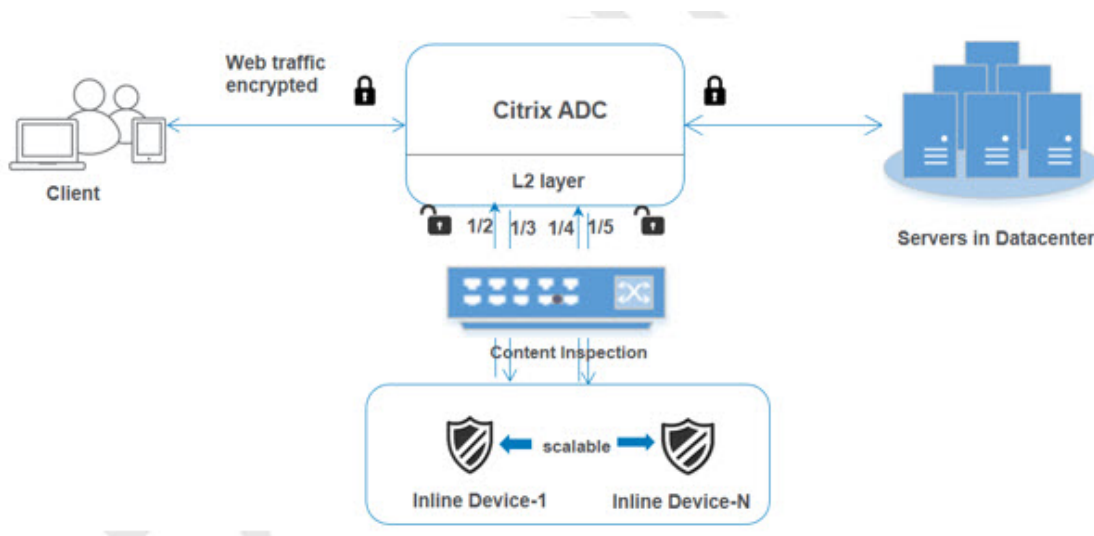 Web traffic
encrypted
Citrix ADC
L2 layer
Client
1/2 1/3 1/4 1/5
Servers in Datacenter
Content Inspection
scalable
Inline Device-1
Inline Device-N